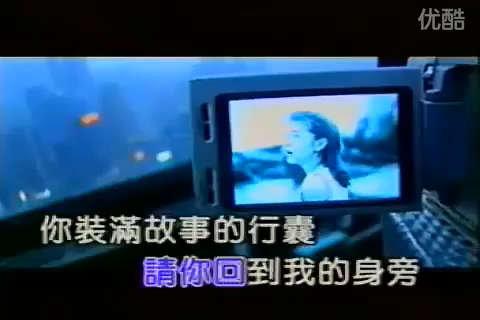 优酷
你裝滿故事的行囊
請你回到我的身旁